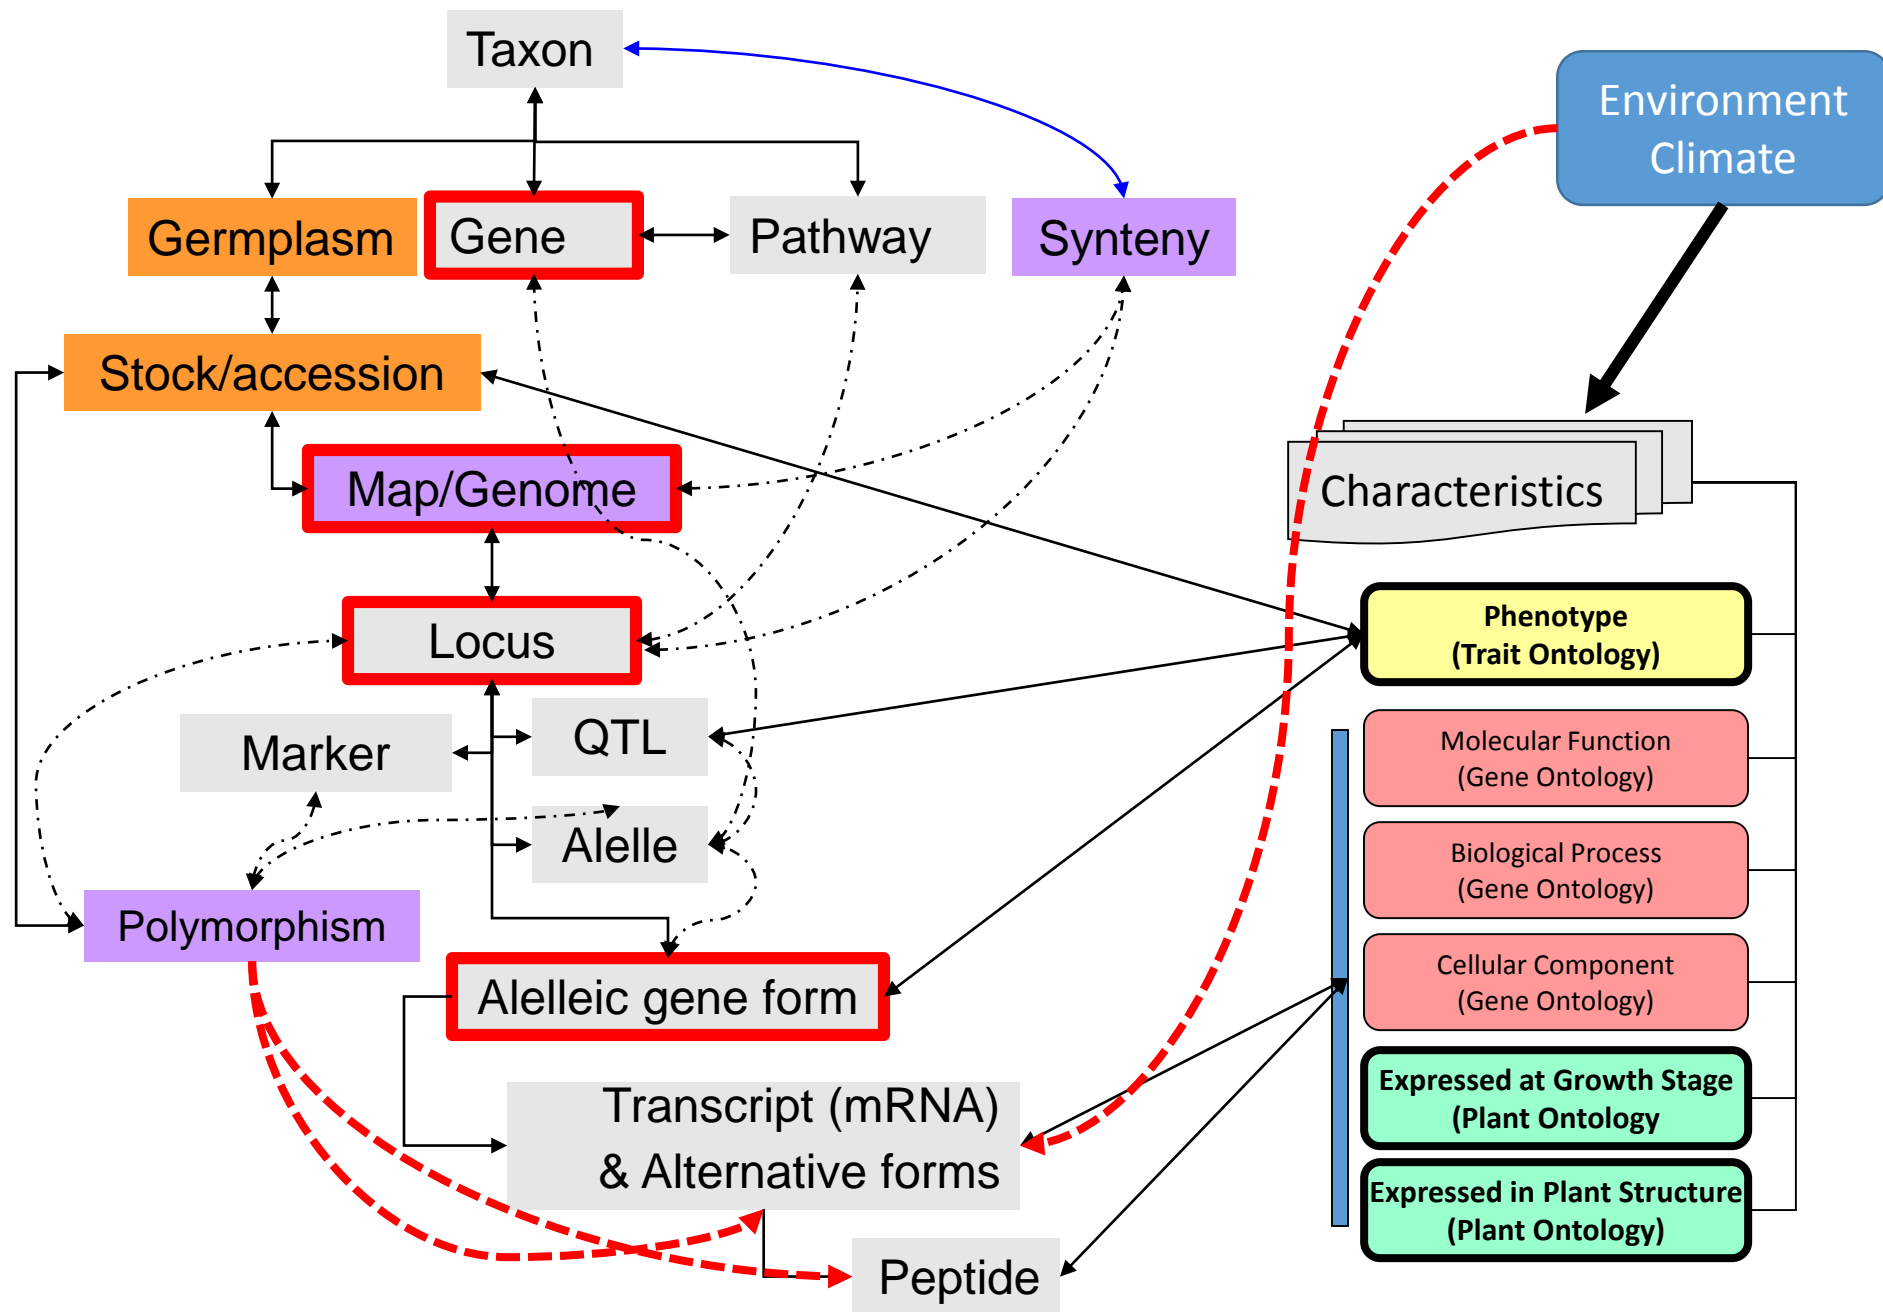 Taxon
Environment
Climate
Germplasm
Gene
Pathway
Synteny
Stock/accession
Map/Genome
Characteristics
Locus
Phenotype
(Trait Ontology)
Marker
QTL
Molecular Function
(Gene Ontology)
Alelle
Biological Process
(Gene Ontology)
Polymorphism
Cellular Component
(Gene Ontology)
Alelleic gene form
Transcript (mRNA)
& Alternative forms
Expressed at Growth Stage
(Plant Ontology
Expressed in Plant Structure
(Plant Ontology)
Peptide